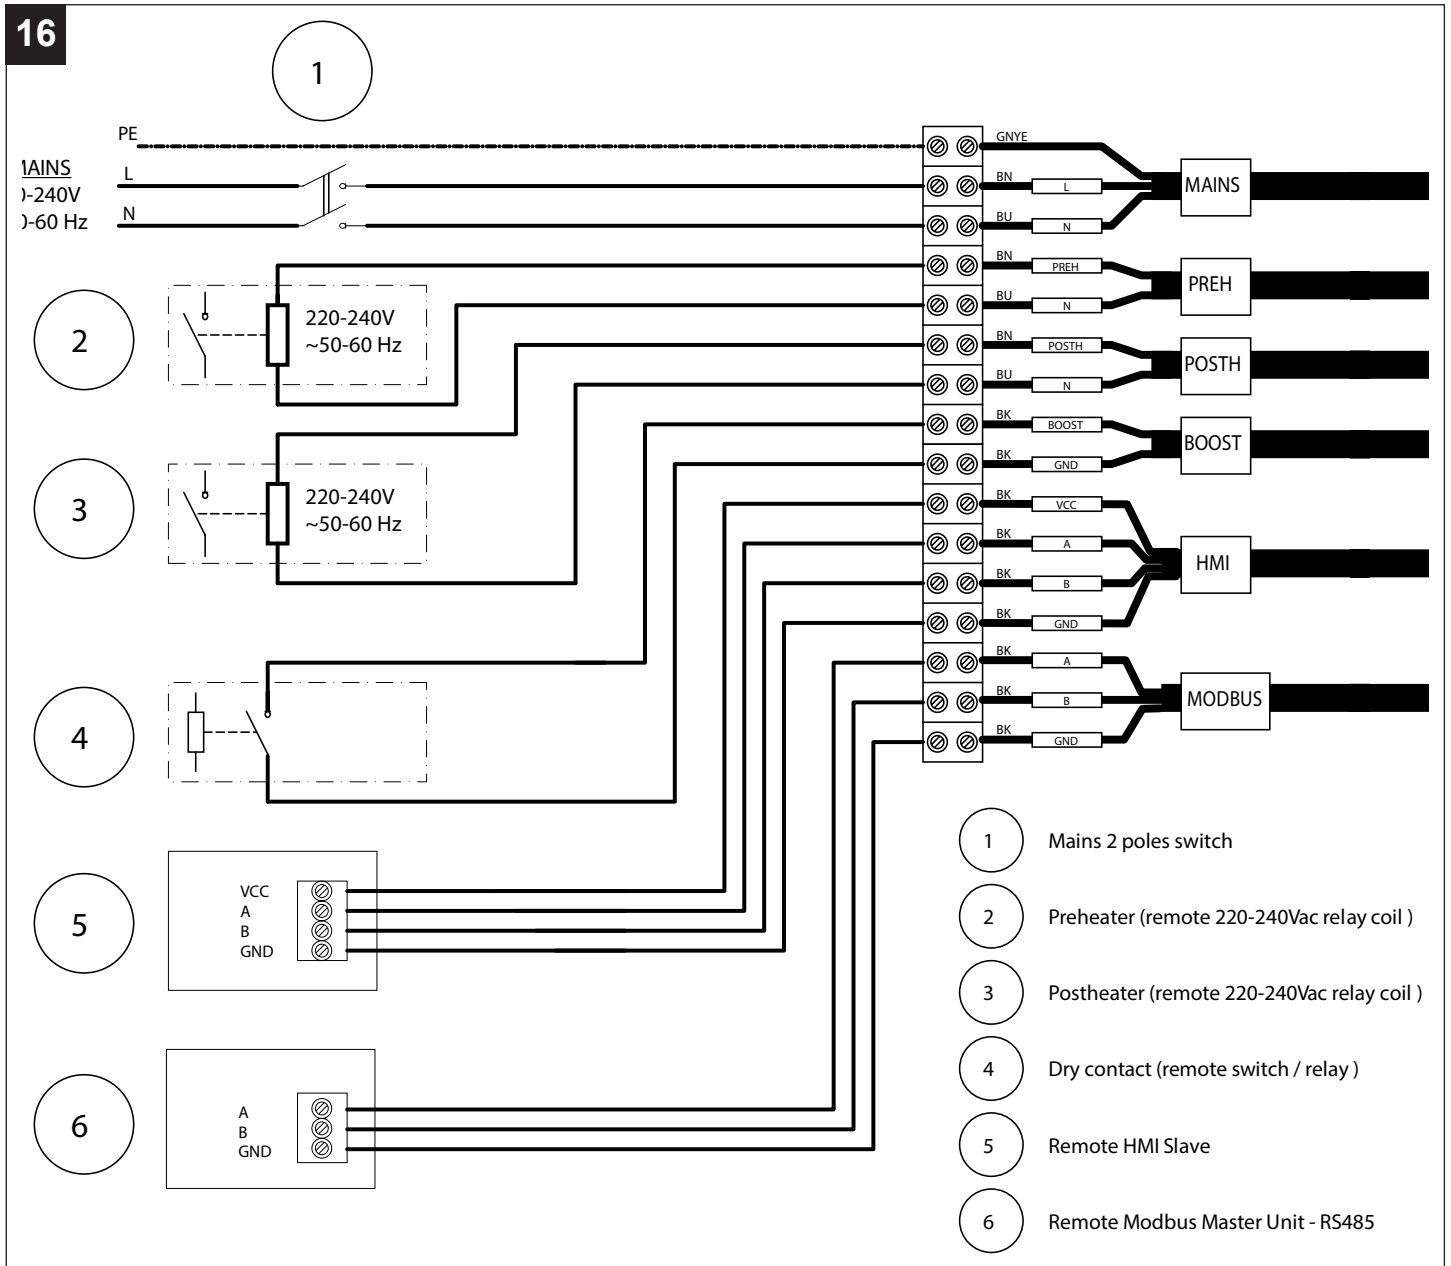 16
1
PE
L
N
-240V
-60 Hz
GNYE
BN
L
BU
N
MAINS
BN
PREH
BU
N
PREH
BN
POSTH
BU
N
POSTH
BK
BOOST
BK
GND
BOOST
BK
VCC
BK
A
BK
B
BK
GND
HMI
BK
A
BK
B
BK
GND
MODBUS
2
220-240V
~50-60 Hz
3
220-240V
~50-60 Hz
4
5
VCC
A
B
GND
6
A
B
GND
1 Mains 2 poles switch
2 Preheater (remote 220-240Vac relay coil )
3 Postheater (remote 220-240Vac relay coil )
4 Dry contact (remote switch / relay )
5 Remote HMI Slave
6 Remote Modbus Master Unit - RS485